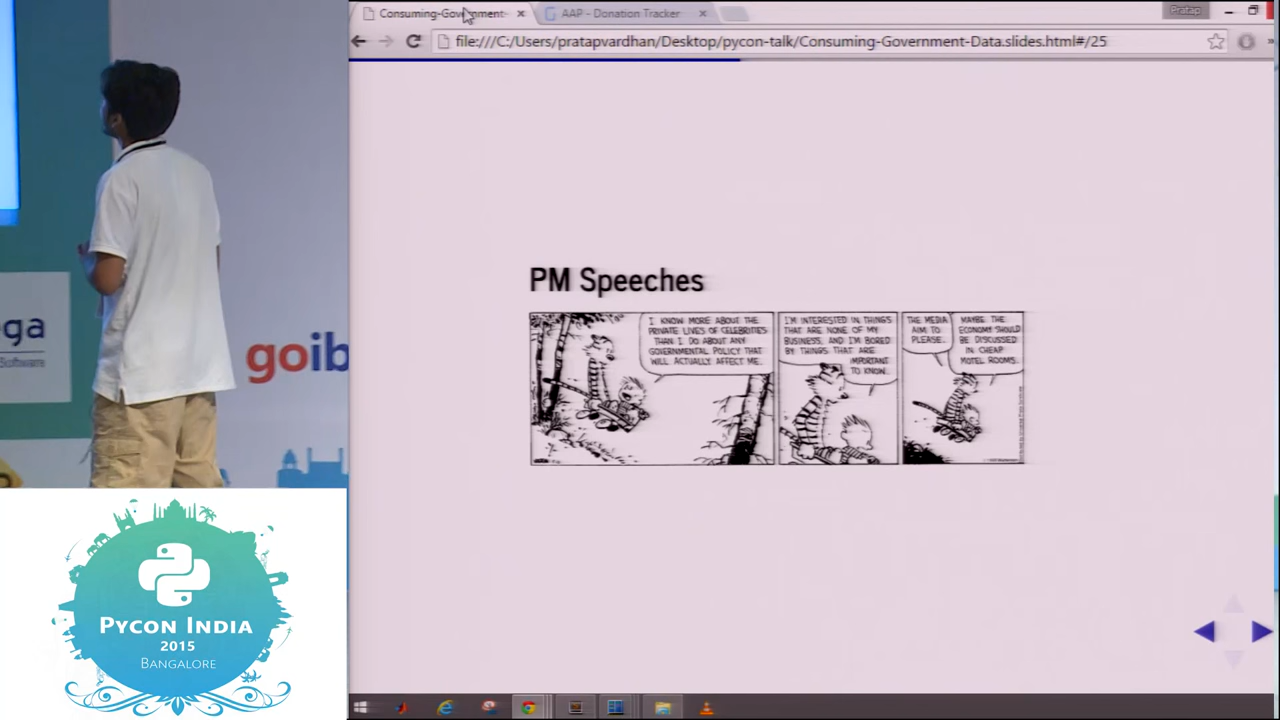 Consuming-Government-
AAP - Donation Tracker
Pratap
file:///C:/Users/pratapvardhan/Desktop/pycon-talk/Consuming-Government-Data.slides.html#/25
PM Speeches
I KNOW MORE ABOUT THE
PRIVATE LIVES OF CELEBRITIES
THAN I DO ABOUT ANY
GOVERNMENTAL POLICY THAT
WILL ACTUALLY AFFECT ME.
I'M INTERESTED IN THINGS
THAT ARE NONE OF MY
BUSINESS, AND I'M BORED
BY THINGS THAT ARE
IMPORTANT
TO KNOW.
THE MEDIA
AIM TO
PLEASE.
MAYBE THE
ECONOMY SHOULD
BE DISCUSSED
IN CHEAP
MOTEL ROOMS.
ga
Software
goib
PYCON INDIA
2015
BANGALORE